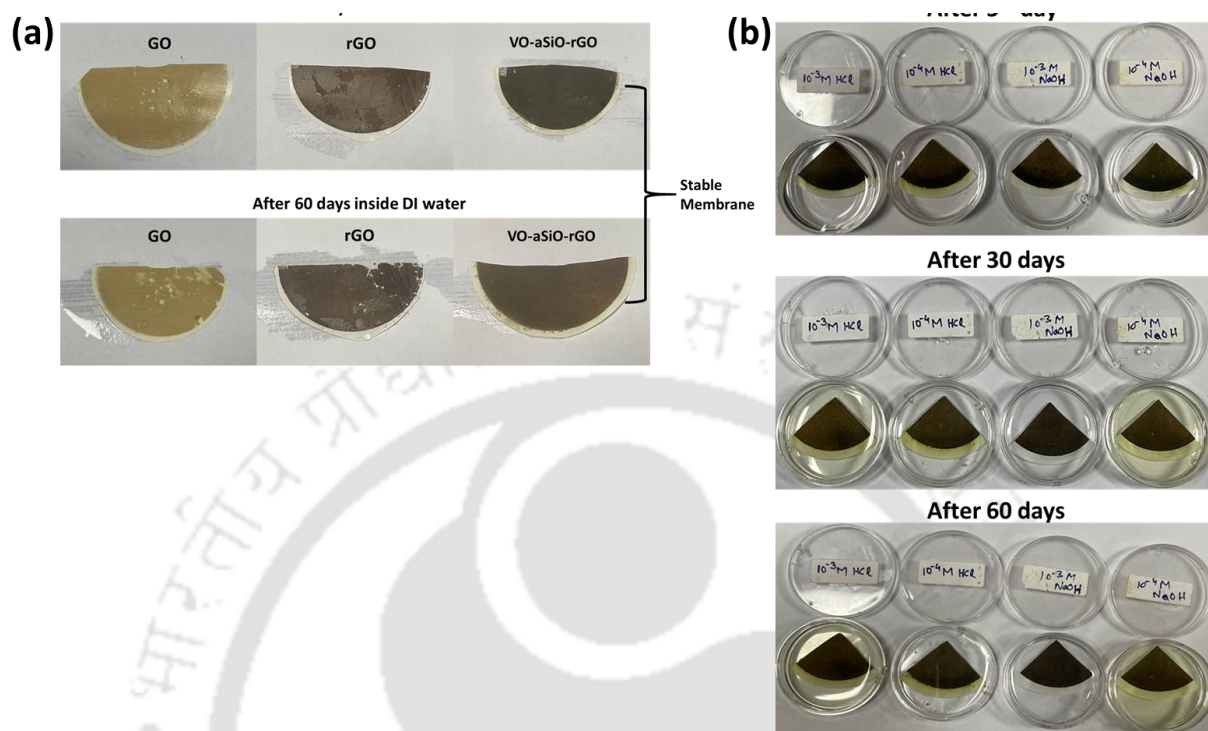 (a)
GO
rGO
VO-aSiO-rGO
After 60 days inside DI water
GO
rGO
VO-aSiO-rGO
Stable
Membrane
(b)
10⁻³M HCl
10⁻⁴M HCl
10⁻³M
NaOH
10⁻⁴M
NaOH
After 30 days
10⁻³M HCl
10⁻⁴M HCl
10⁻³M
NaOH
10⁻⁴M
NaOH
After 60 days
10⁻³M HCl
10⁻⁴M HCl
10⁻³M
NaOH
10⁻⁴M
NaOH
भारतीय